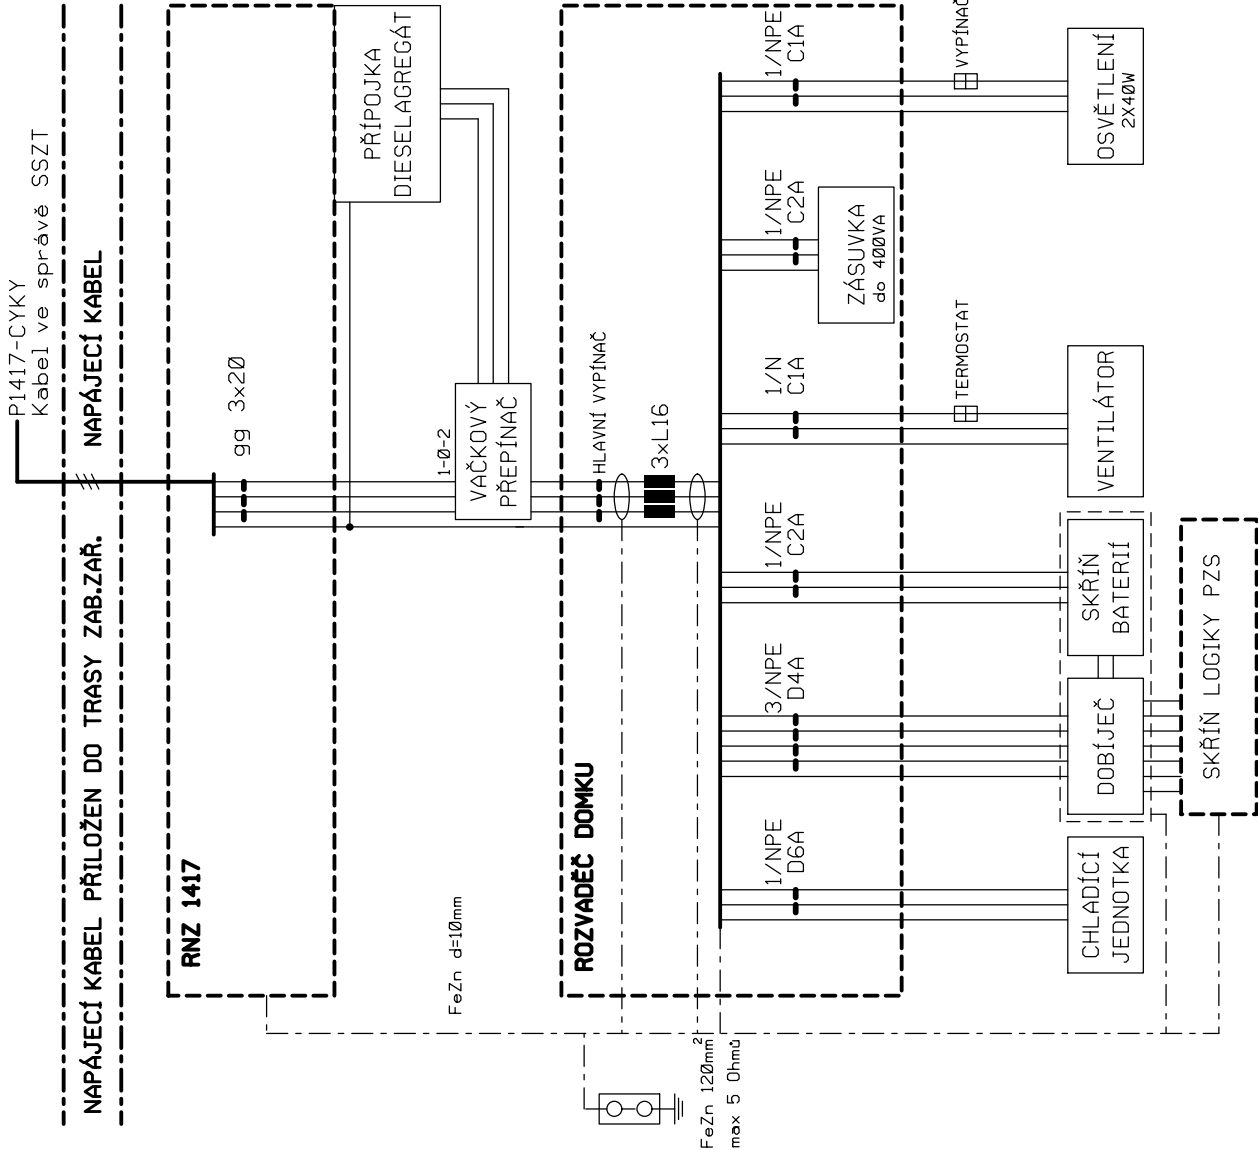 P1417-CYKY
Kabel ve správě SSZT
NAPÁJECÍ KABEL PŘILOŽEN DO TRASY ZAB.ZAŘ.
NAPÁJECÍ KABEL
RNZ 1417
gg 3x20
PŘÍPOJKA
DIESELAGREGÁT
1-0-2
VAČKOVÝ
PŘEPÍNAČ
FeZn d=10mm
ROZVADĚČ DOMKU
HLAVNÍ VYPÍNAČ
3xL16
1/NPE
D6A
3/NPE
D4A
1/NPE
C2A
1/N
C1A
1/NPE
C2A
1/NPE
C1A
ZÁSUVKA
do 400VA
TERMOSTAT
VYPÍNAČ
CHLADÍCÍ
JEDNOTKA
DOBÍJEČ
SKŘÍŇ
BATERIÍ
VENTILÁTOR
OSVĚTLENÍ
2X40W
SKŘÍŇ LOGIKY PZS
FeZn 120mm²
max 5 Ohmů